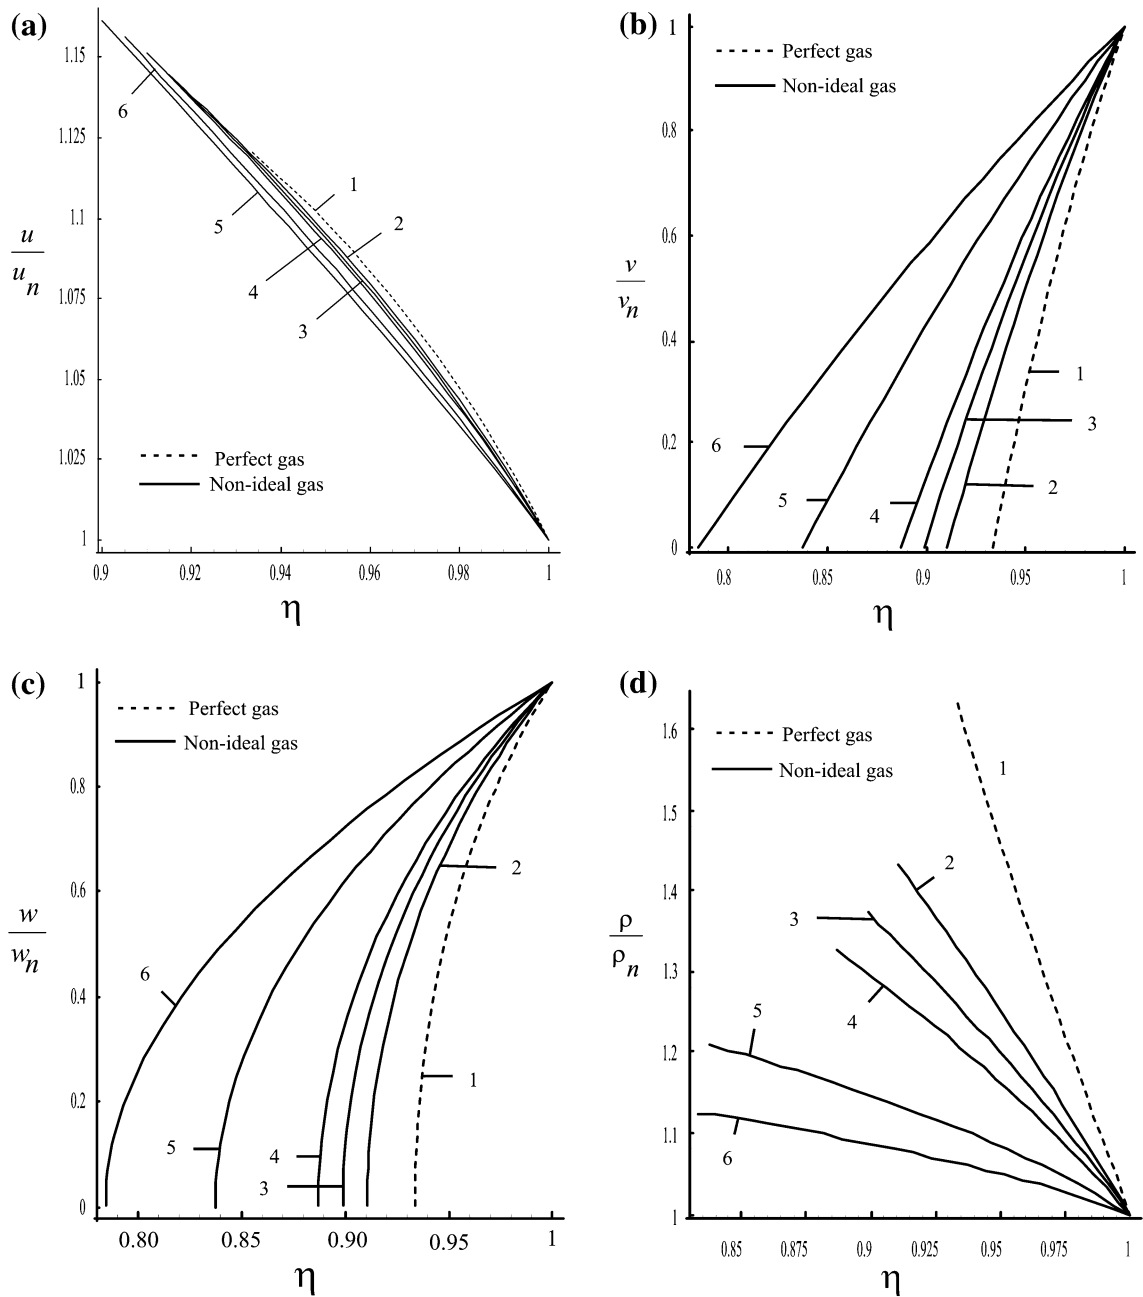 (a)
1.15
1.125
1.1
1.075
1.05
1.025
1
u
u_n
6
5
4
3
2
1
Perfect gas
Non-ideal gas
0.9 0.92 0.94 0.96 0.98 1
η
(b)
1
0.8
0.6
0.4
0.2
0
v
v_n
Perfect gas
Non-ideal gas
1
3
2
6
5
4
0.8 0.85 0.9 0.95 1
η
(c)
1
0.8
0.6
0.4
0.2
0
w
w_n
Perfect gas
Non-ideal gas
2
6
1
5
4
3
0.80 0.85 0.90 0.95 1
η
(d)
1.6
1.5
1.4
1.3
1.2
1.1
1
ρ
ρ_n
Perfect gas
Non-ideal gas
1
2
3
4
5
6
0.85 0.875 0.9 0.925 0.95 0.975 1
η